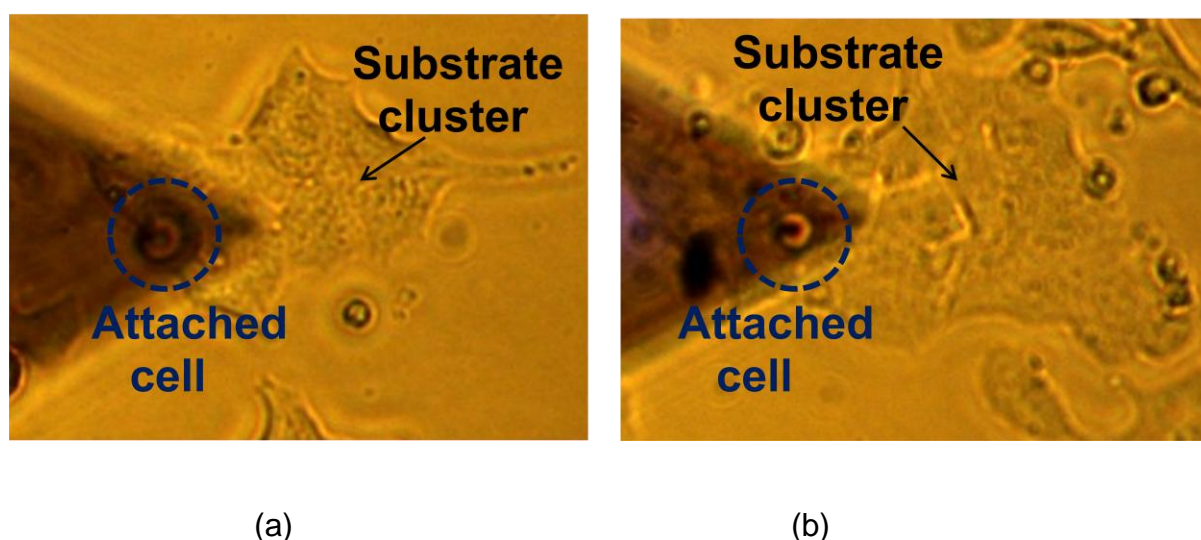 Substrate
cluster
Attached
cell
Substrate
cluster
Attached
cell
(a)
(b)